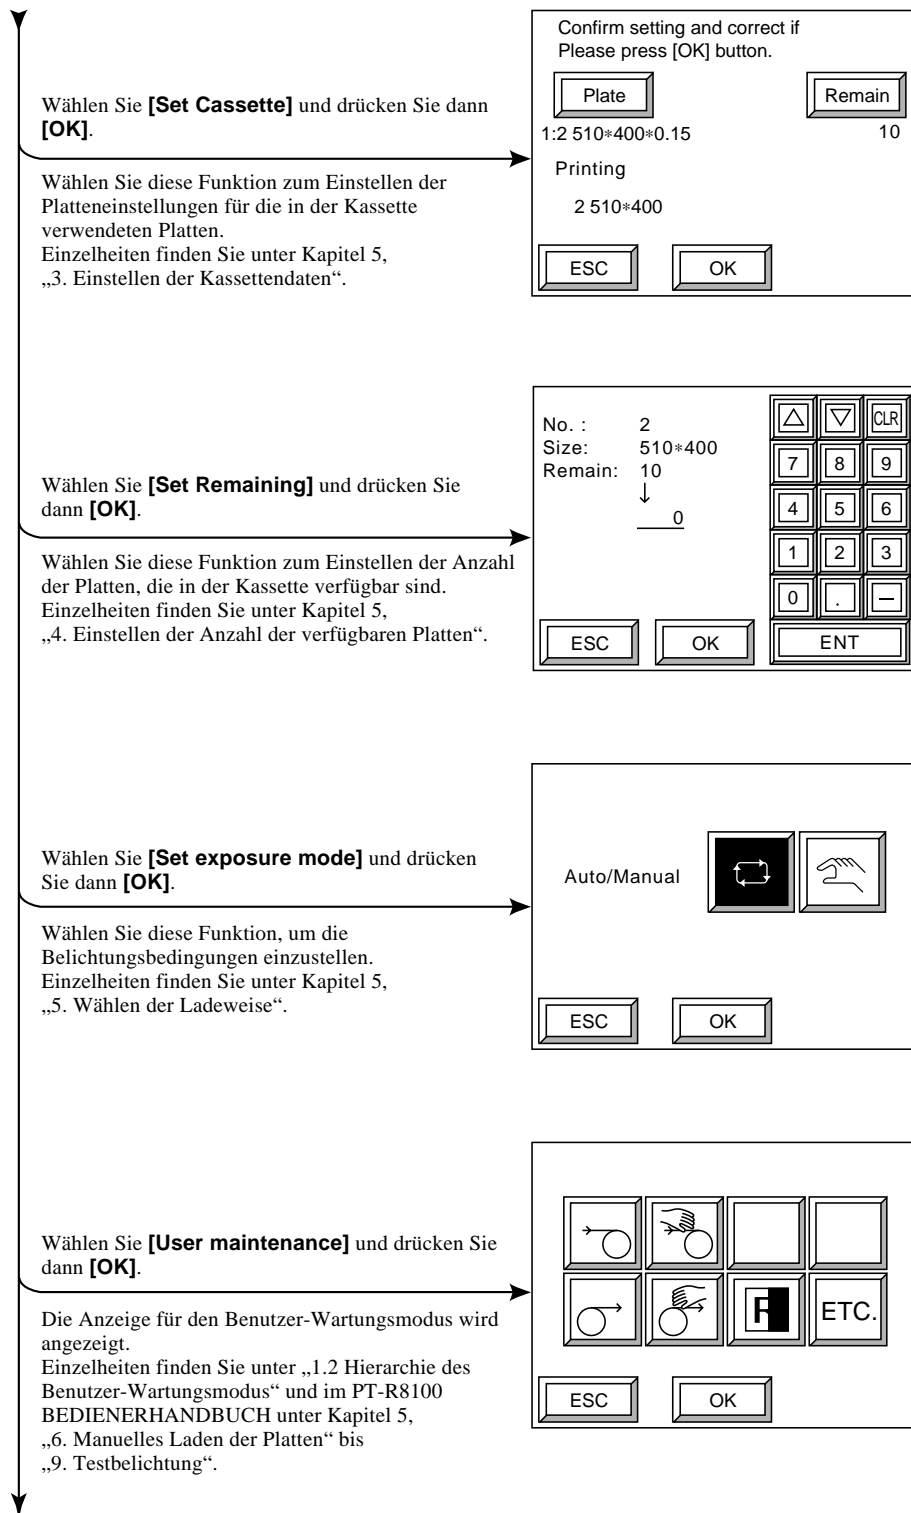 Confirm setting and correct if
Please press [OK] button.
Plate
Remain
1:2 510*400*0.15
10
Printing
2 510*400
ESC
OK
Wählen Sie [Set Cassette] und drücken Sie dann
[OK].
Wählen Sie diese Funktion zum Einstellen der
Platteneinstellungen für die in der Kassette
verwendeten Platten.
Einzelheiten finden Sie unter Kapitel 5,
„3. Einstellen der Kassettendaten“.
No. : 2
Size: 510*400
Remain: 10
↓
0
△ ▽ CLR
7 8 9
4 5 6
1 2 3
0 . —
ESC
OK
ENT
Wählen Sie [Set Remaining] und drücken Sie
dann [OK].
Wählen Sie diese Funktion zum Einstellen der Anzahl
der Platten, die in der Kassette verfügbar sind.
Einzelheiten finden Sie unter Kapitel 5,
„4. Einstellen der Anzahl der verfügbaren Platten“.
Auto/Manual
ESC
OK
Wählen Sie [Set exposure mode] und drücken
Sie dann [OK].
Wählen Sie diese Funktion, um die
Belichtungsbedingungen einzustellen.
Einzelheiten finden Sie unter Kapitel 5,
„5. Wählen der Ladeweise“.
R
ETC.
ESC
OK
Wählen Sie [User maintenance] und drücken Sie
dann [OK].
Die Anzeige für den Benutzer-Wartungsmodus wird
angezeigt.
Einzelheiten finden Sie unter „1.2 Hierarchie des
Benutzer-Wartungsmodus“ und im PT-R8100
BEDIENERHANDBUCH unter Kapitel 5,
„6. Manuelles Laden der Platten“ bis
„9. Testbelichtung“.